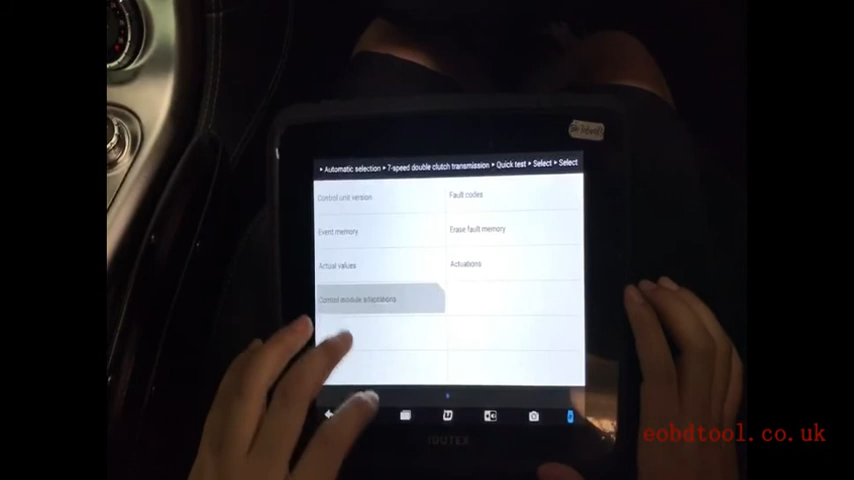 ▸ Automatic selection ▸ 7-speed double clutch transmission ▸ Quick test ▸ Select ▸ Select
Control unit version
Fault codes
Event memory
Erase fault memory
Actual values
Actuations
Control module adaptations
IDUTEX
eobdtool.co.uk